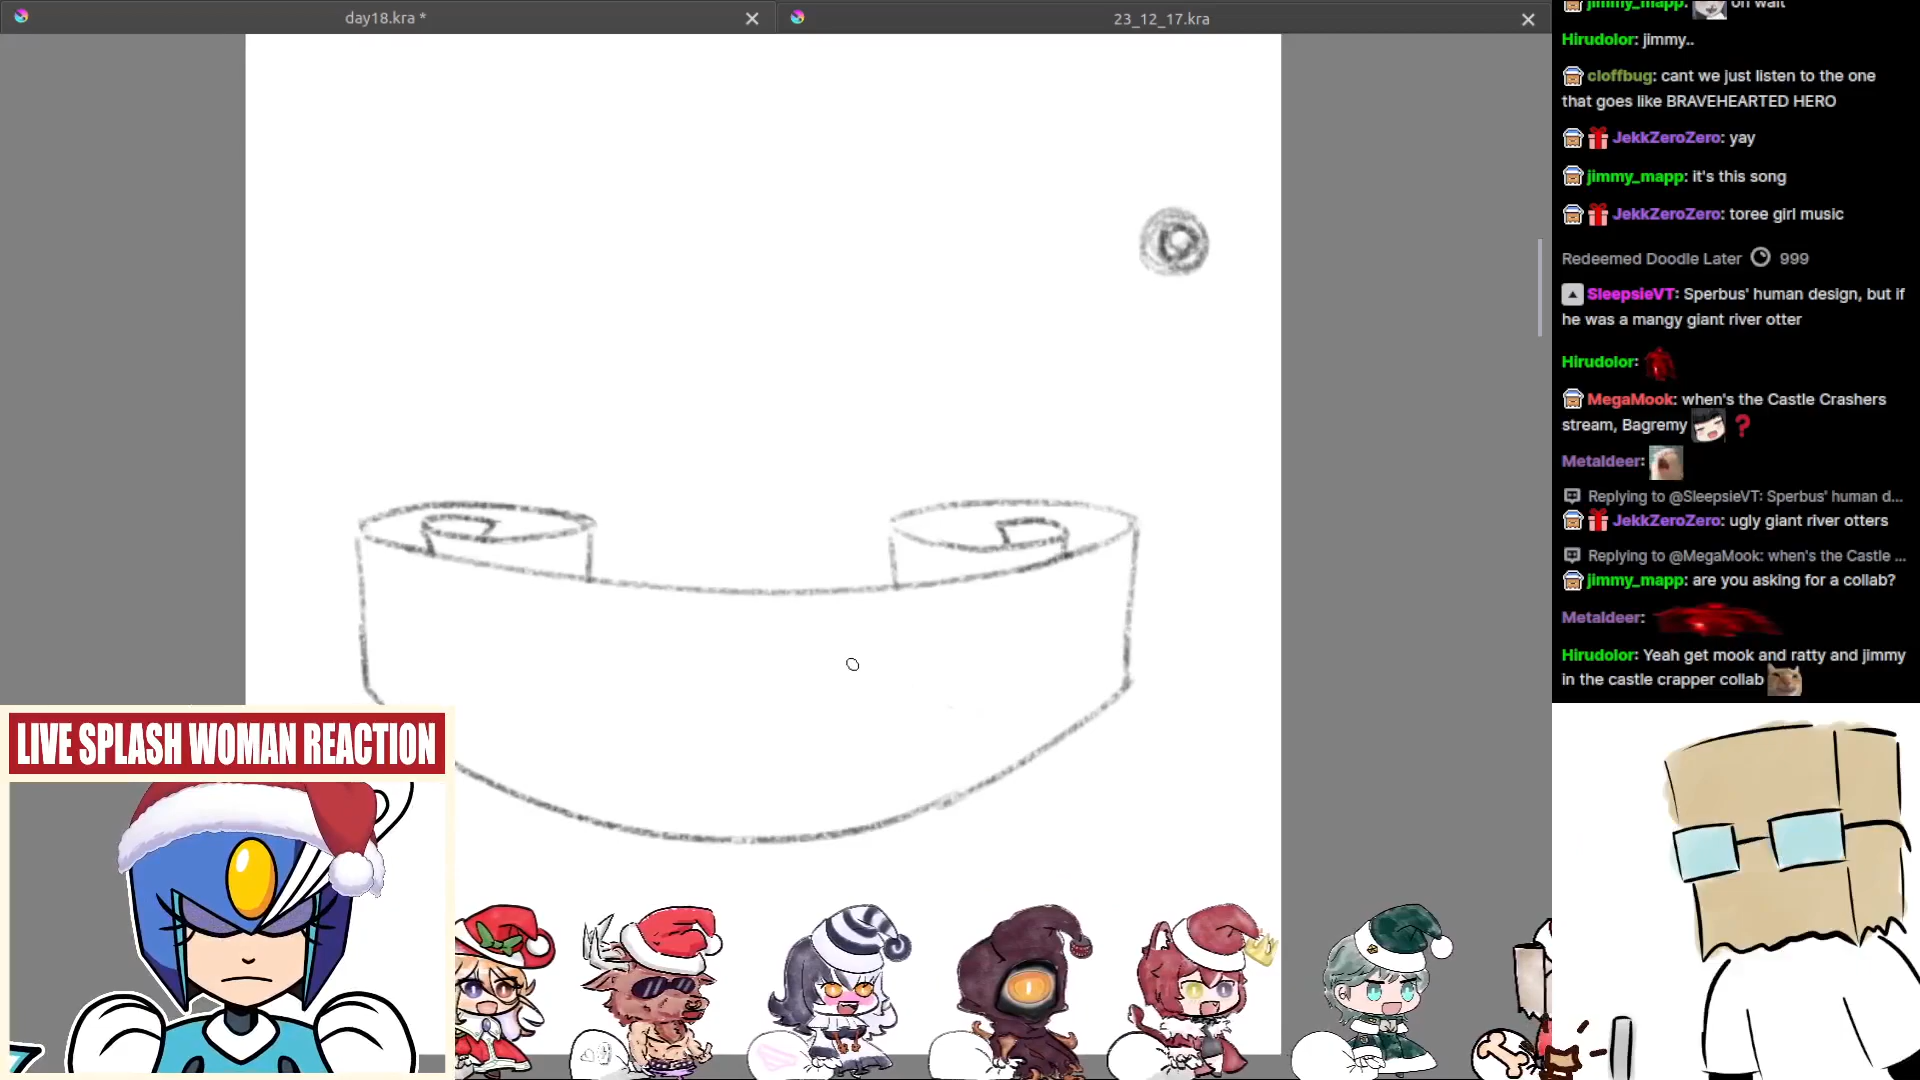 day18.kra *
23_12_17.kra
jimmy_mapp: oh wait
Hirudolor: jimmy..
cloffbug: cant we just listen to the one
that goes like BRAVEHEARTED HERO
JekkZeroZero: yay
jimmy_mapp: it's this song
JekkZeroZero: toree girl music
Redeemed Doodle Later 999
SleepsieVT: Sperbus' human design, but if
he was a mangy giant river otter
Hirudolor:
MegaMook: when's the Castle Crashers
stream, Bagremy
Metaldeer:
Replying to @SleepsieVT: Sperbus' human d...
JekkZeroZero: ugly giant river otters
Replying to @MegaMook: when's the Castle ...
jimmy_mapp: are you asking for a collab?
Metaldeer:
Hirudolor: Yeah get mook and ratty and jimmy
in the castle crapper collab
LIVE SPLASH WOMAN REACTION